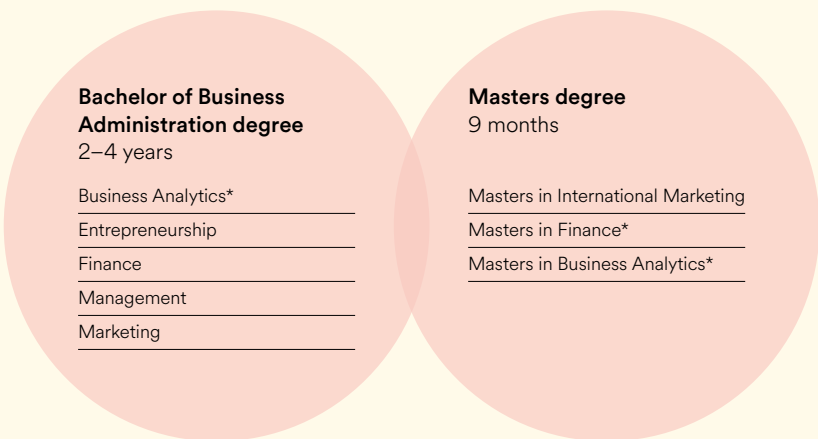 Bachelor of Business
Administration degree
2–4 years
Business Analytics*
Entrepreneurship
Finance
Management
Marketing
Masters degree
9 months
Masters in International Marketing
Masters in Finance*
Masters in Business Analytics*